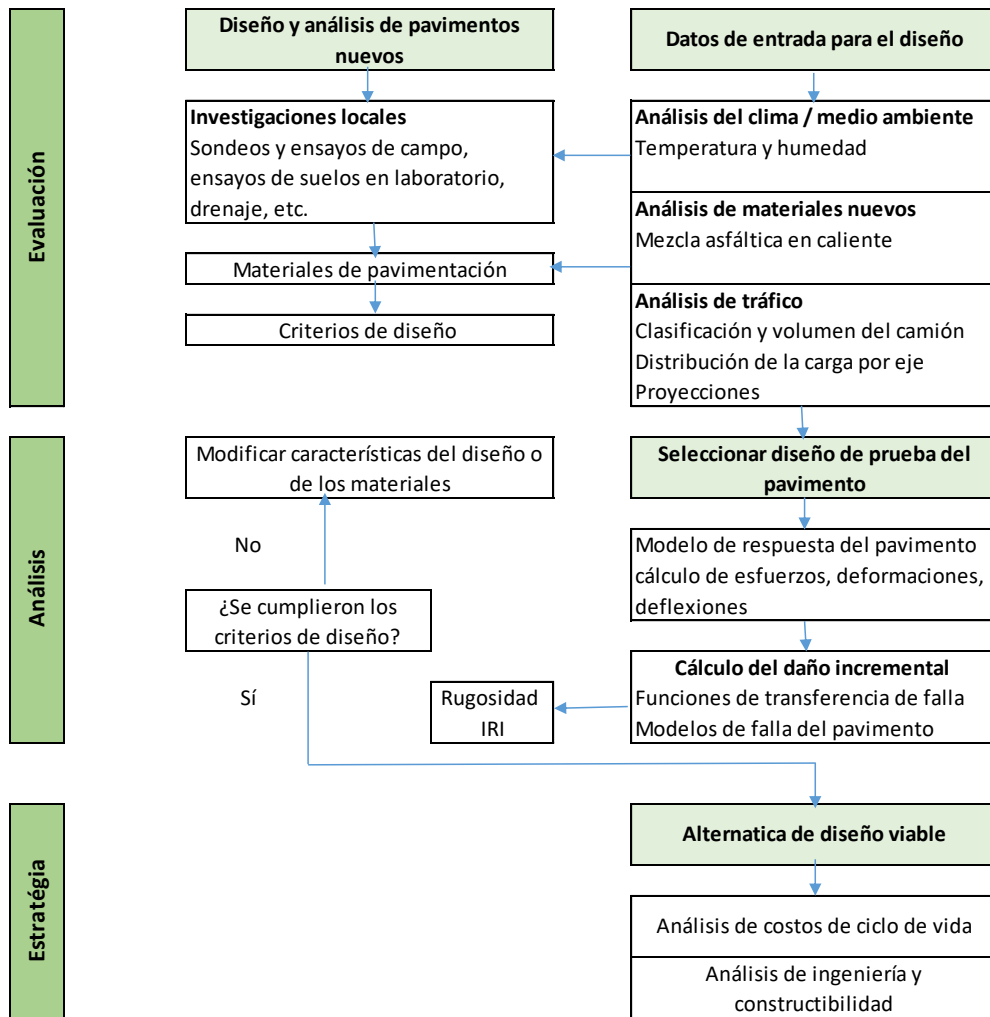 Evaluación
Diseño y análisis de pavimentos
nuevos
Datos de entrada para el diseño
Investigaciones locales
Sondeos y ensayos de campo,
ensayos de suelos en laboratorio,
drenaje, etc.
Análisis del clima / medio ambiente
Temperatura y humedad
Análisis de materiales nuevos
Mezcla asfáltica en caliente
Materiales de pavimentación
Criterios de diseño
Análisis de tráfico
Clasificación y volumen del camión
Distribución de la carga por eje
Proyecciones
Análisis
Modificar características del diseño o
de los materiales
Seleccionar diseño de prueba del
pavimento
No
Modelo de respuesta del pavimento
cálculo de esfuerzos, deformaciones,
deflexiones
¿Se cumplieron los
criterios de diseño?
Sí
Rugosidad
IRI
Cálculo del daño incremental
Funciones de transferencia de falla
Modelos de falla del pavimento
Estratégia
Alternatica de diseño viable
Análisis de costos de ciclo de vida
Análisis de ingeniería y
constructibilidad